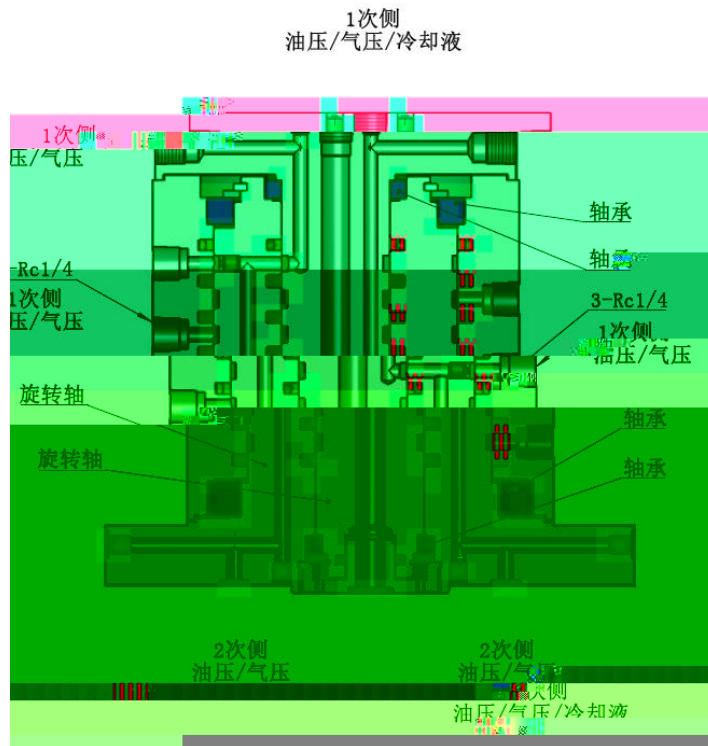 1次侧
油压/气压/冷却液
1次侧
压/气压
轴承
轴承
-Rc1/4
3-Rc1/4
1次侧
压/气压
1次侧
油压/气压
旋转轴
轴承
旋转轴
轴承
2次侧
油压/气压
2次侧
油压/气压
次侧
油压/气压/冷却液